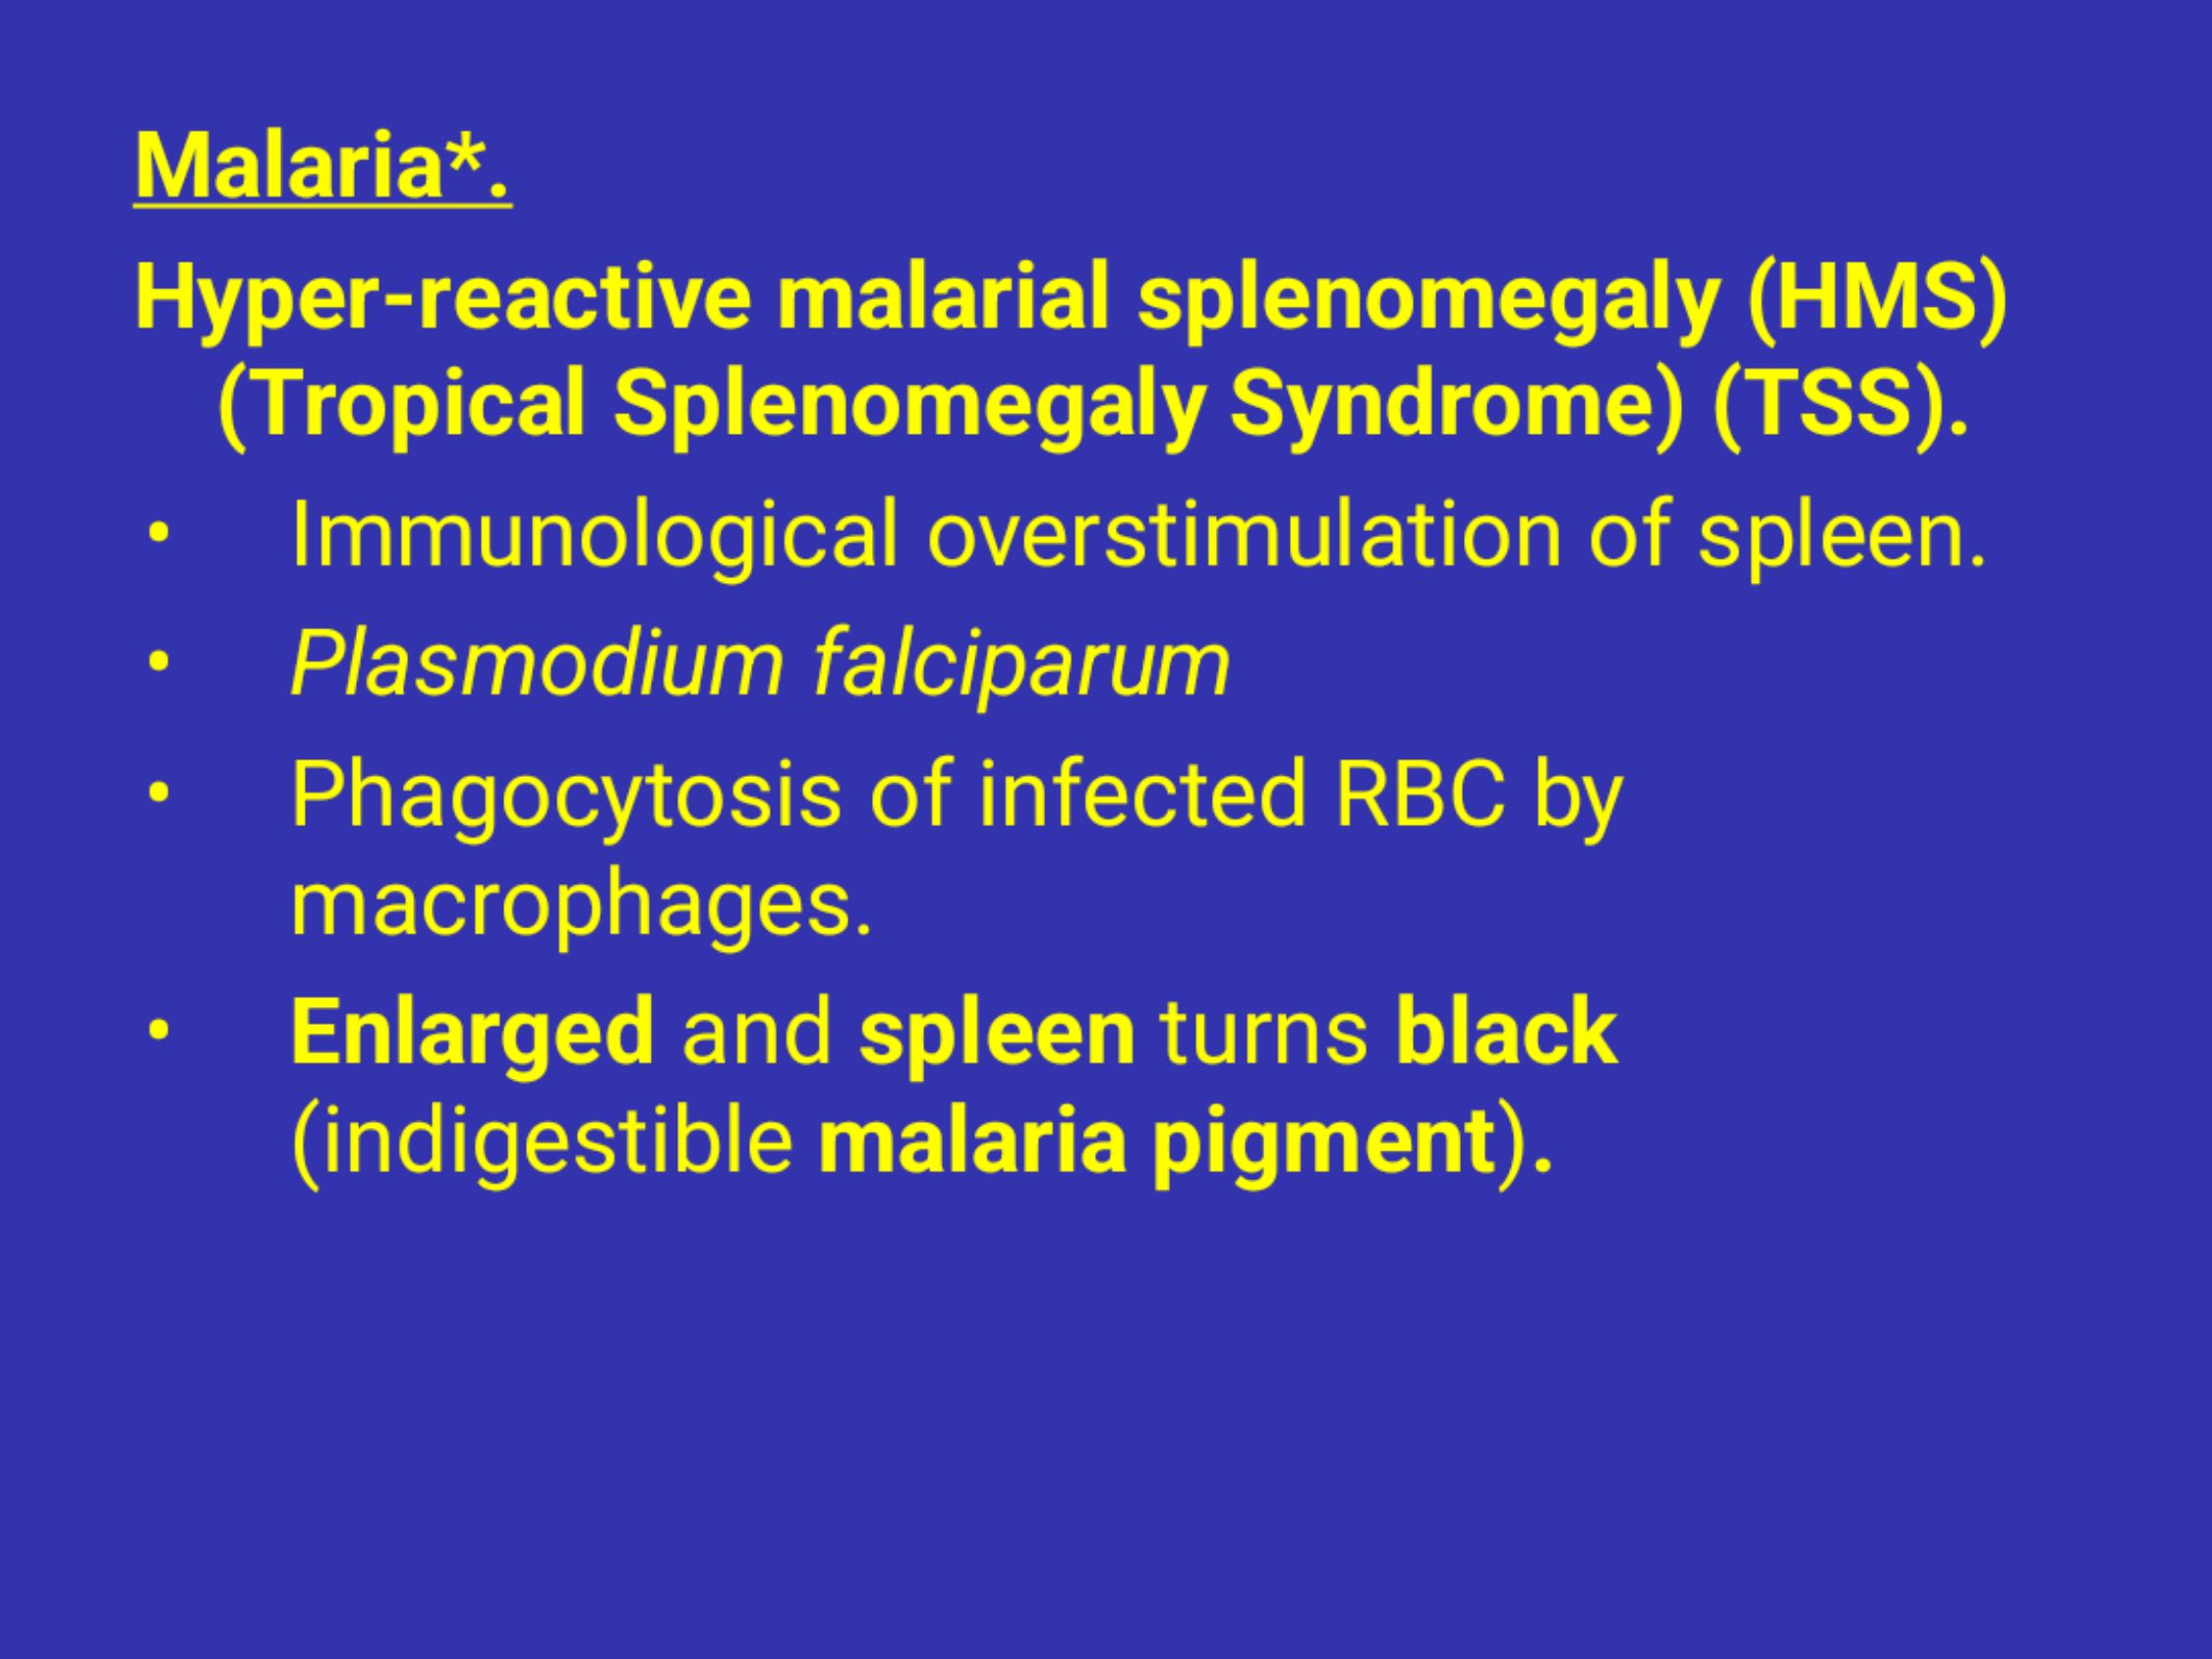 Malaria*.
Hyper-reactive malarial splenomegaly (HMS)
(Tropical Splenomegaly Syndrome) (TSS).
• Immunological overstimulation of spleen.
• Plasmodium falciparum
• Phagocytosis of infected RBC by
macrophages.
• Enlarged and spleen turns black
(indigestible malaria pigment).